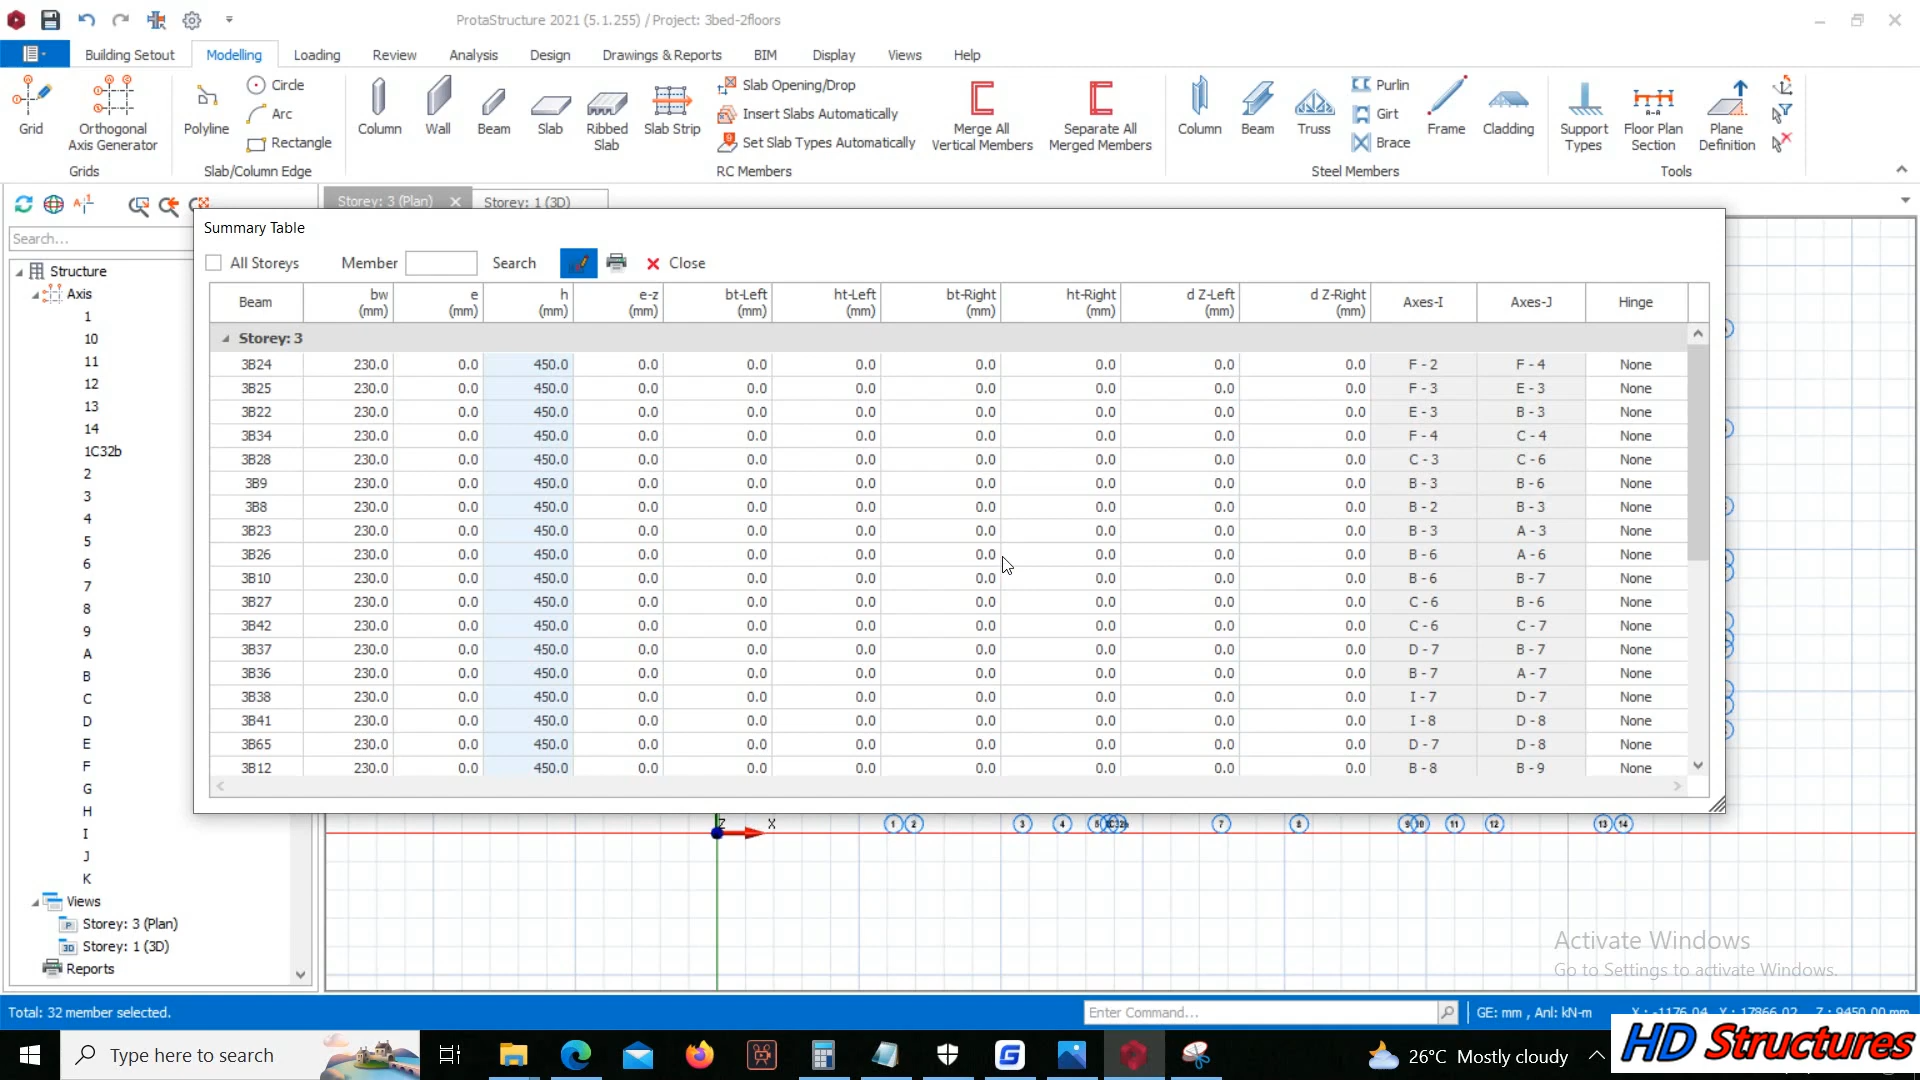 ProtaStructure 2021 (5.1.255) / Project: 3bed-2floors
Building Setout Modelling Loading Review Analysis Design Drawings & Reports BIM Display Views Help
Grid
Orthogonal Axis Generator
Grids
Polyline
Circle
Arc
Rectangle
Slab/Column Edge
Column
Wall
Beam
Slab
Ribbed Slab
Slab Strip
Slab Opening/Drop
Insert Slabs Automatically
Set Slab Types Automatically
Merge All Vertical Members
Separate All Merged Members
RC Members
Column
Beam
Truss
Purlin
Girt
Brace
Frame
Cladding
Steel Members
Support Types
Floor Plan Section
Plane Definition
Tools
Storey: 3 (Plan)
Storey: 1 (3D)
Search...
Structure
Axis
1
10
11
12
13
14
1C32b
2
3
4
5
6
7
8
9
A
B
C
D
E
F
G
H
I
J
K
Views
Storey: 3 (Plan)
Storey: 1 (3D)
Reports
Summary Table
All Storeys Member Search Close
Beam bw (mm) e (mm) h (mm) e-z (mm) bt-Left (mm) ht-Left (mm) bt-Right (mm) ht-Right (mm) d Z-Left (mm) d Z-Right (mm) Axes-I Axes-J Hinge
Storey: 3
3B24 230.0 0.0 450.0 0.0 0.0 0.0 0.0 0.0 0.0 0.0 F - 2 F - 4 None
3B25 230.0 0.0 450.0 0.0 0.0 0.0 0.0 0.0 0.0 0.0 F - 3 E - 3 None
3B22 230.0 0.0 450.0 0.0 0.0 0.0 0.0 0.0 0.0 0.0 E - 3 B - 3 None
3B34 230.0 0.0 450.0 0.0 0.0 0.0 0.0 0.0 0.0 0.0 F - 4 C - 4 None
3B28 230.0 0.0 450.0 0.0 0.0 0.0 0.0 0.0 0.0 0.0 C - 3 C - 6 None
3B9 230.0 0.0 450.0 0.0 0.0 0.0 0.0 0.0 0.0 0.0 B - 3 B - 6 None
3B8 230.0 0.0 450.0 0.0 0.0 0.0 0.0 0.0 0.0 0.0 B - 2 B - 3 None
3B23 230.0 0.0 450.0 0.0 0.0 0.0 0.0 0.0 0.0 0.0 B - 3 A - 3 None
3B26 230.0 0.0 450.0 0.0 0.0 0.0 0.0 0.0 0.0 0.0 B - 6 A - 6 None
3B10 230.0 0.0 450.0 0.0 0.0 0.0 0.0 0.0 0.0 0.0 B - 6 B - 7 None
3B27 230.0 0.0 450.0 0.0 0.0 0.0 0.0 0.0 0.0 0.0 C - 6 B - 6 None
3B42 230.0 0.0 450.0 0.0 0.0 0.0 0.0 0.0 0.0 0.0 C - 6 C - 7 None
3B37 230.0 0.0 450.0 0.0 0.0 0.0 0.0 0.0 0.0 0.0 D - 7 B - 7 None
3B36 230.0 0.0 450.0 0.0 0.0 0.0 0.0 0.0 0.0 0.0 B - 7 A - 7 None
3B38 230.0 0.0 450.0 0.0 0.0 0.0 0.0 0.0 0.0 0.0 I - 7 D - 7 None
3B41 230.0 0.0 450.0 0.0 0.0 0.0 0.0 0.0 0.0 0.0 I - 8 D - 8 None
3B65 230.0 0.0 450.0 0.0 0.0 0.0 0.0 0.0 0.0 0.0 D - 7 D - 8 None
3B12 230.0 0.0 450.0 0.0 0.0 0.0 0.0 0.0 0.0 0.0 B - 8 B - 9 None
Z X 1 2 3 4 5 1C32b 7 8 9 10 11 12 13 14
Activate Windows
Go to Settings to activate Windows.
Total: 32 member selected.
Enter Command...
GE: mm , Anl: kN-m
X : -1176.04 Y : 17866.02 Z : 9450.00 mm
Type here to search
26°C Mostly cloudy
HD Structures